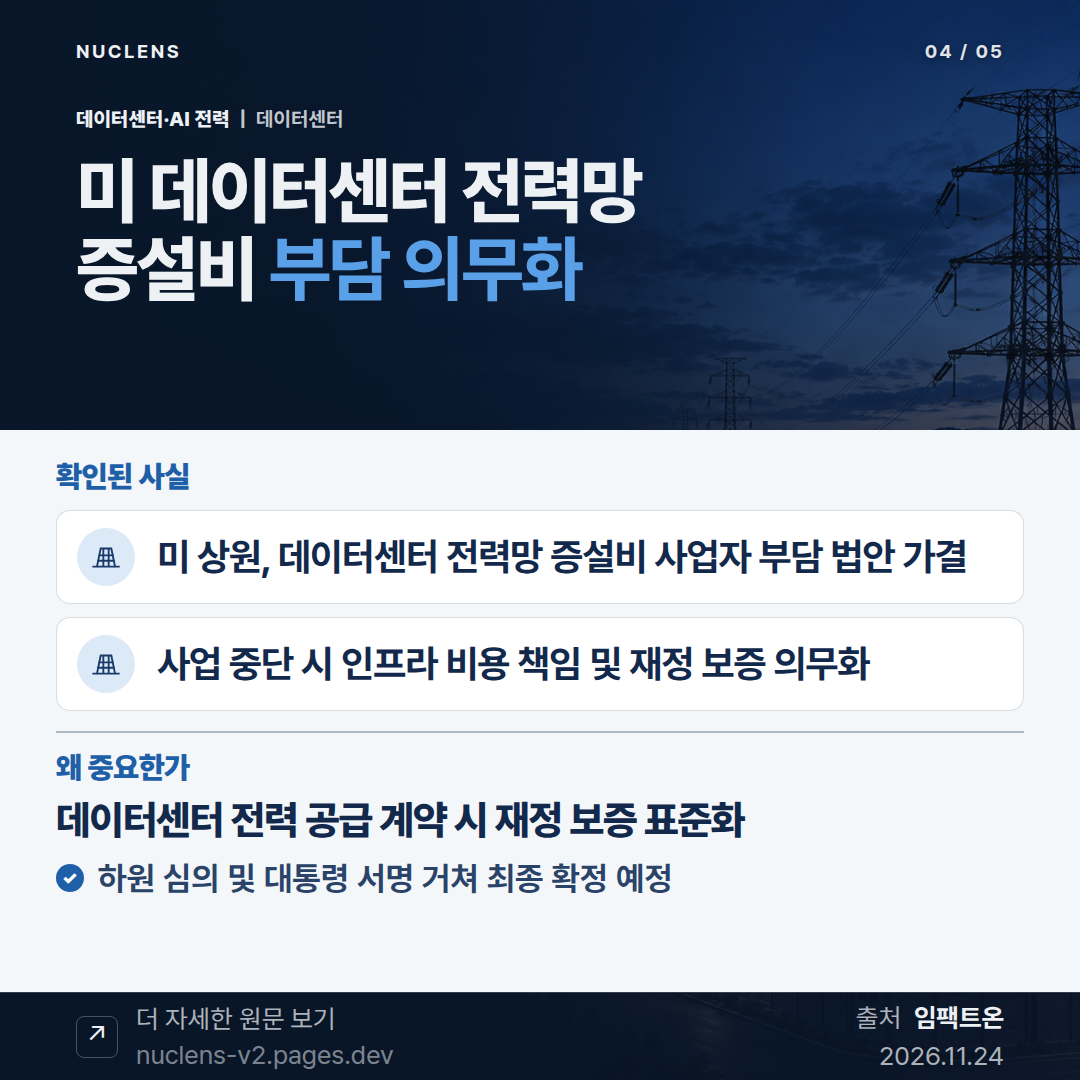 NUCLENS
04 / 05
데이터센터·AI 전력 | 데이터센터
미 데이터센터 전력망
증설비 부담 의무화
확인된 사실
미 상원, 데이터센터 전력망 증설비 사업자 부담 법안 가결
사업 중단 시 인프라 비용 책임 및 재정 보증 의무화
왜 중요한가
데이터센터 전력 공급 계약 시 재정 보증 표준화
하원 심의 및 대통령 서명 거쳐 최종 확정 예정
더 자세한 원문 보기
nuclens-v2.pages.dev
출처 임팩트온
2026.11.24